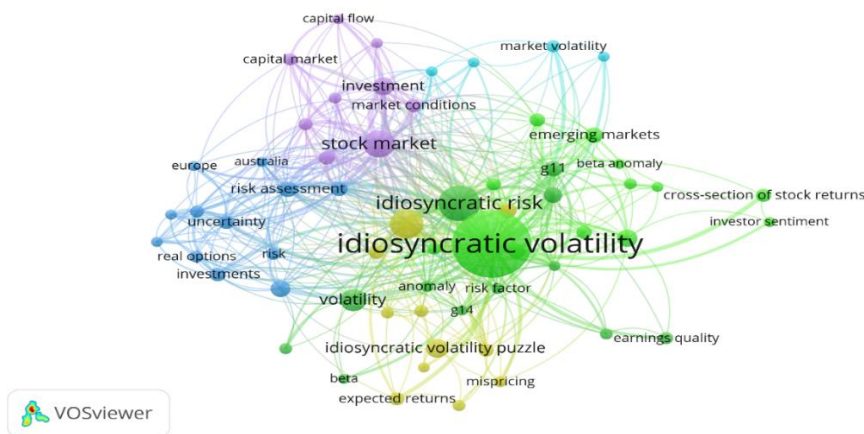 capital flow
market volatility
capital market
investment
market conditions
emerging markets
stock market
europe
australia
g11
beta anomaly
risk assessment
cross-section of stock returns
idiosyncratic risk
uncertainty
investor sentiment
idiosyncratic volatility
real options
risk
investments
anomaly
risk factor
volatility
g14
earnings quality
idiosyncratic volatility puzzle
beta
mispricing
expected returns
VOSviewer